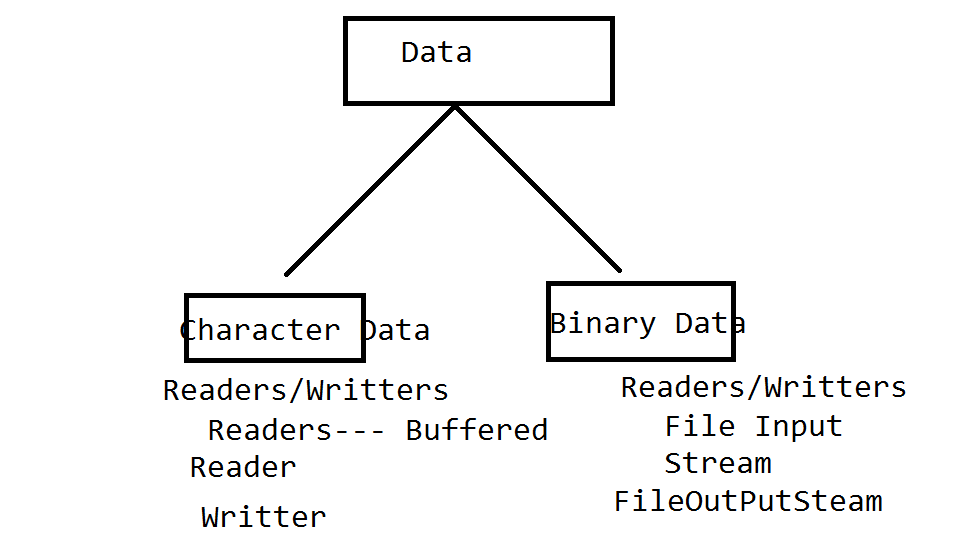 Data
Character Data
Readers/Writters
Readers--- Buffered
Reader
Writter
Binary Data
Readers/Writters
File Input
Stream
FileOutPutSteam